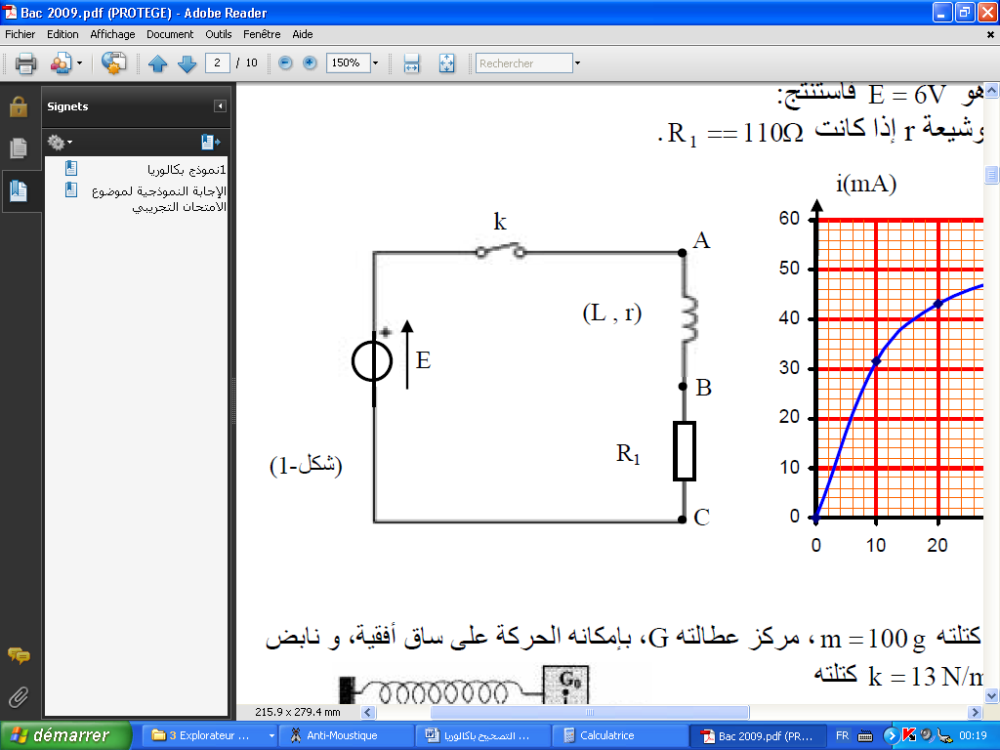 Bac 2009.pdf (PROTEGE) - Adobe Reader
Fichier Edition Affichage Document Outils Fenêtre Aide
2 / 10 150% Rechercher
Signets
1نموذج بكالوريا
الإجابة النموذجية لموضوع
الامتحان التجريبي
هو E = 6V فاستنتج:
وشيعة r إذا كانت R1 == 110Ω .
i(mA)
60
50
40
30
20
10
0
0 10 20
k
A
(L , r)
+
E
B
R1
(شكل-1)
C
كتلته m = 100 g ، مركز عطالته G، بإمكانه الحركة على ساق أفقية، و نابض
k = 13 N/m كتلته
G0
215.9 x 279.4 mm
démarrer
3 Explorateur ...
Anti-Moustique
التصحيح باكالوريا ...
Calculatrice
Bac 2009.pdf (PR...
FR
00:19